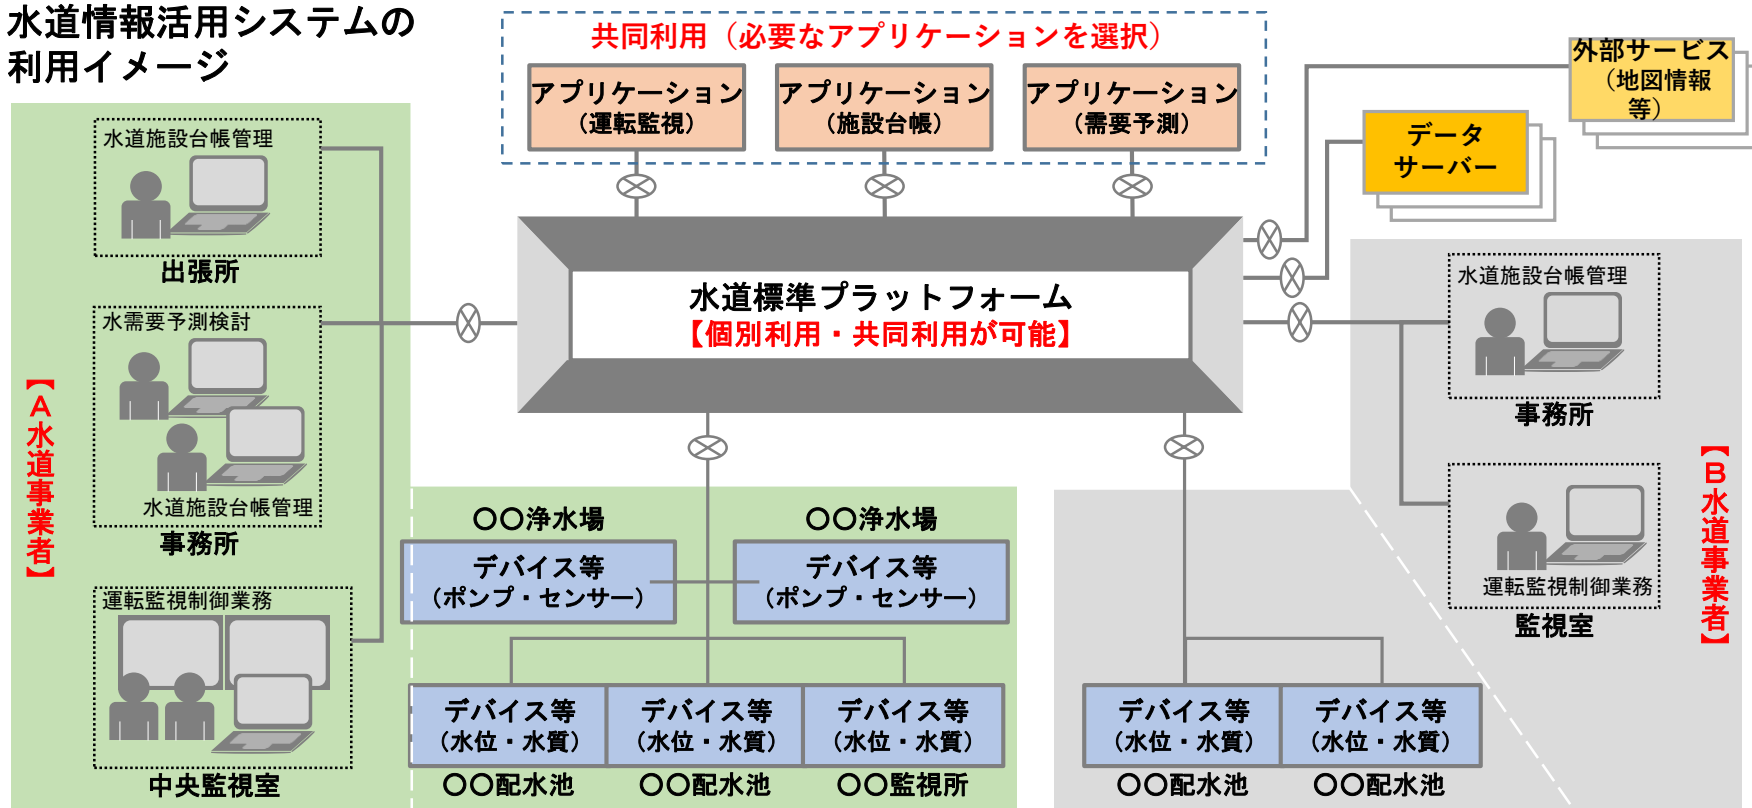 水道情報活用システムの
利用イメージ
共同利用（必要なアプリケーションを選択）
アプリケーション
（運転監視）
アプリケーション
（施設台帳）
アプリケーション
（需要予測）
外部サービス
（地図情報
等）
データ
サーバー
水道標準プラットフォーム
【個別利用・共同利用が可能】
【A水道事業者】
水道施設台帳管理
出張所
水需要予測検討
水道施設台帳管理
事務所
運転監視制御業務
中央監視室
〇〇浄水場
デバイス等
（ポンプ・センサー）
〇〇浄水場
デバイス等
（ポンプ・センサー）
デバイス等
（水位・水質）
〇〇配水池
デバイス等
（水位・水質）
〇〇配水池
デバイス等
（水位・水質）
〇〇監視所
デバイス等
（水位・水質）
〇〇配水池
デバイス等
（水位・水質）
〇〇配水池
水道施設台帳管理
事務所
運転監視制御業務
監視室
【B水道事業者】